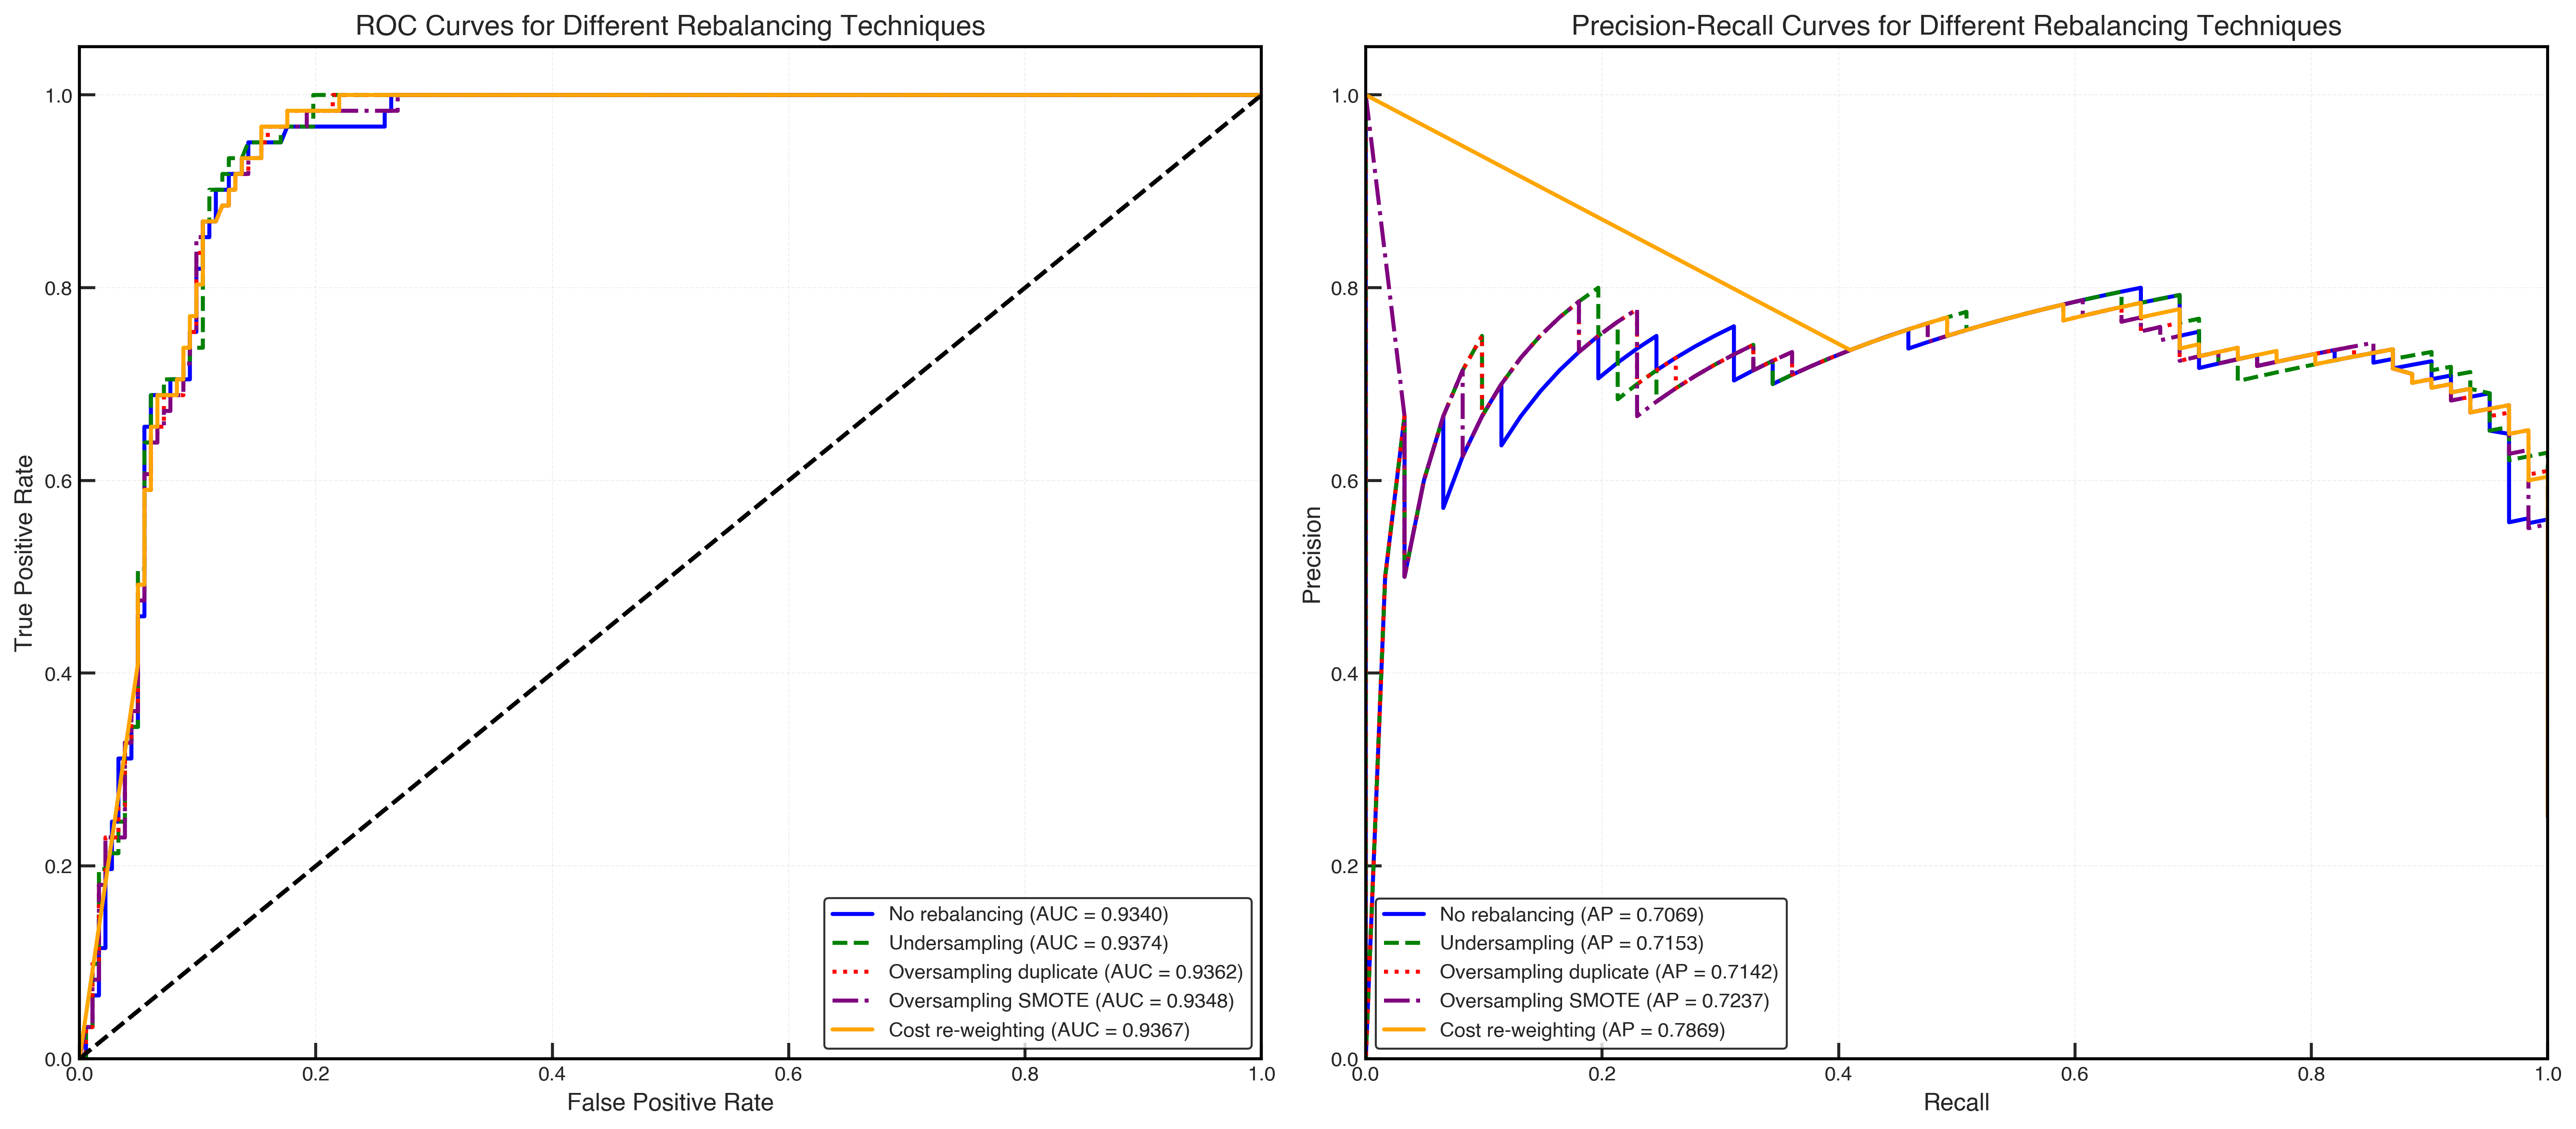 ROC Curves for Different Rebalancing Techniques
True Positive Rate
1.0
0.8
0.6
0.4
0.2
0.0
0.0 0.2 0.4 0.6 0.8 1.0
False Positive Rate
No rebalancing (AUC = 0.9340)
Undersampling (AUC = 0.9374)
Oversampling duplicate (AUC = 0.9362)
Oversampling SMOTE (AUC = 0.9348)
Cost re-weighting (AUC = 0.9367)
Precision-Recall Curves for Different Rebalancing Techniques
Precision
1.0
0.8
0.6
0.4
0.2
0.0
0.0 0.2 0.4 0.6 0.8 1.0
Recall
No rebalancing (AP = 0.7069)
Undersampling (AP = 0.7153)
Oversampling duplicate (AP = 0.7142)
Oversampling SMOTE (AP = 0.7237)
Cost re-weighting (AP = 0.7869)